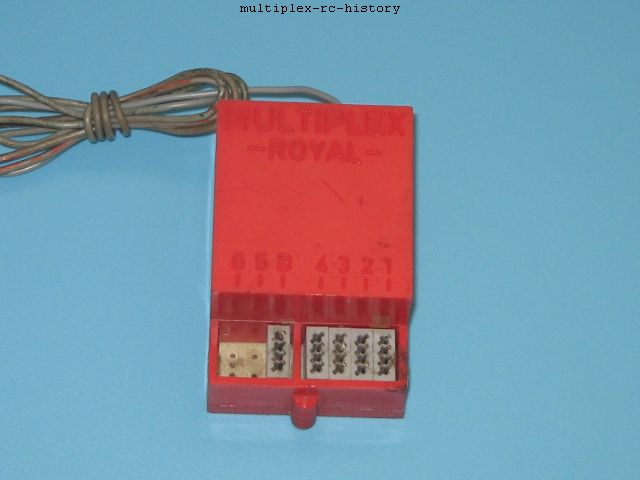 multiplex-rc-history
MULTIPLEX
-ROYAL-
6 5 B 4 3 2 1